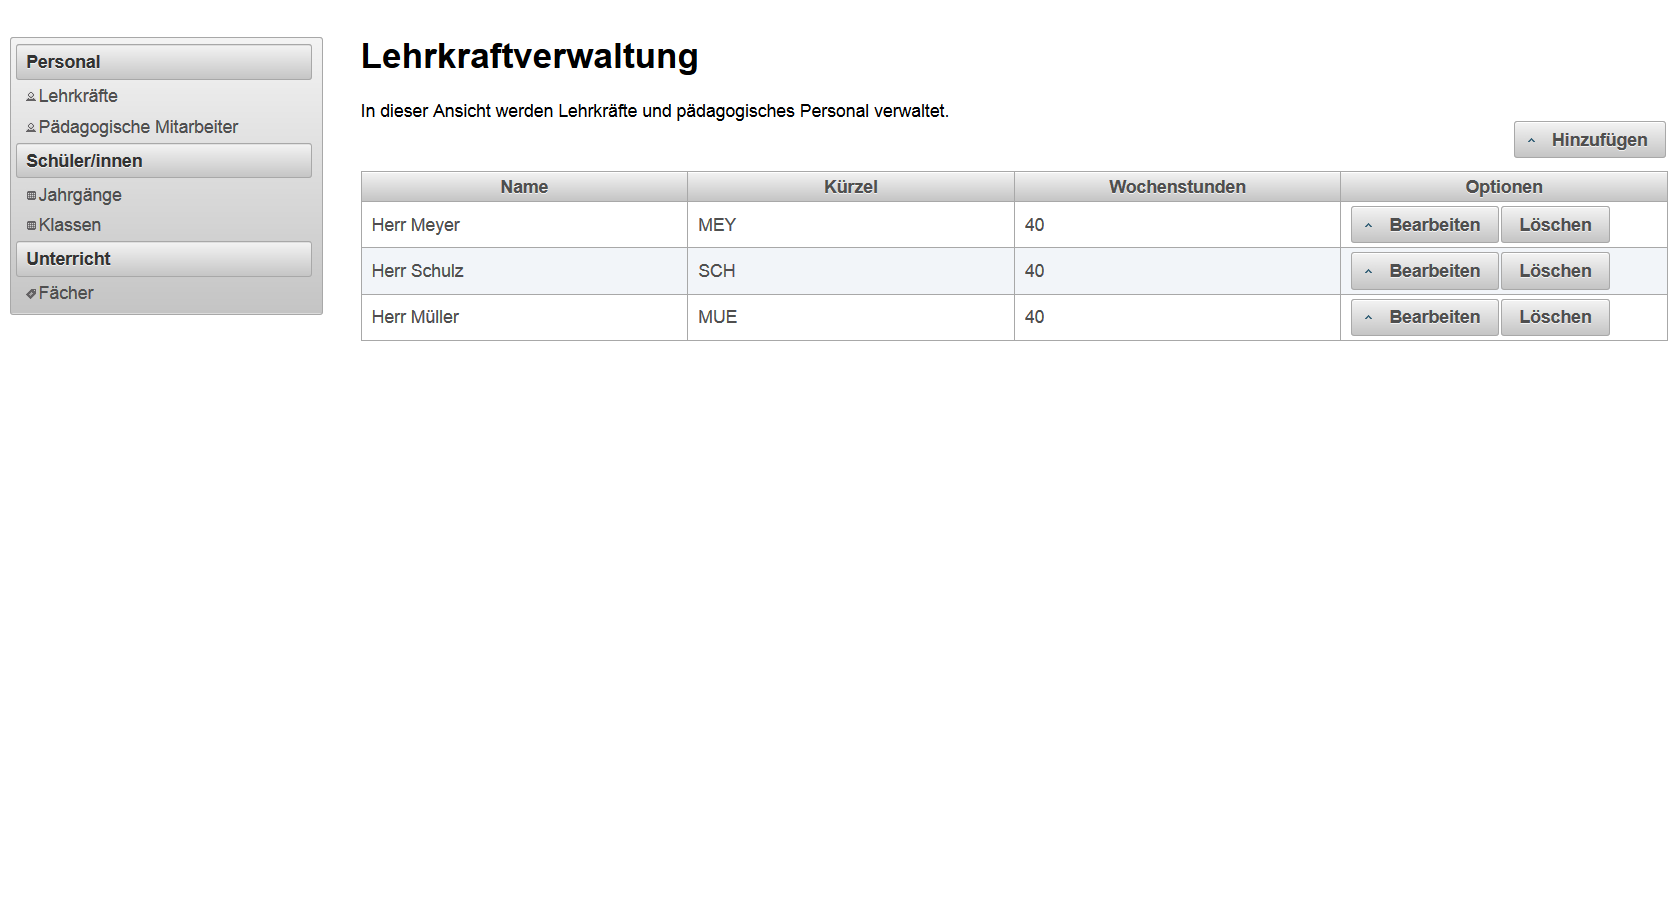 Personal
Lehrkräfte
Pädagogische Mitarbeiter
Schüler/innen
Jahrgänge
Klassen
Unterricht
Fächer
Lehrkraftverwaltung
In dieser Ansicht werden Lehrkräfte und pädagogisches Personal verwaltet.
Hinzufügen
Name Kürzel Wochenstunden Optionen
Herr Meyer MEY 40 Bearbeiten Löschen
Herr Schulz SCH 40 Bearbeiten Löschen
Herr Müller MUE 40 Bearbeiten Löschen